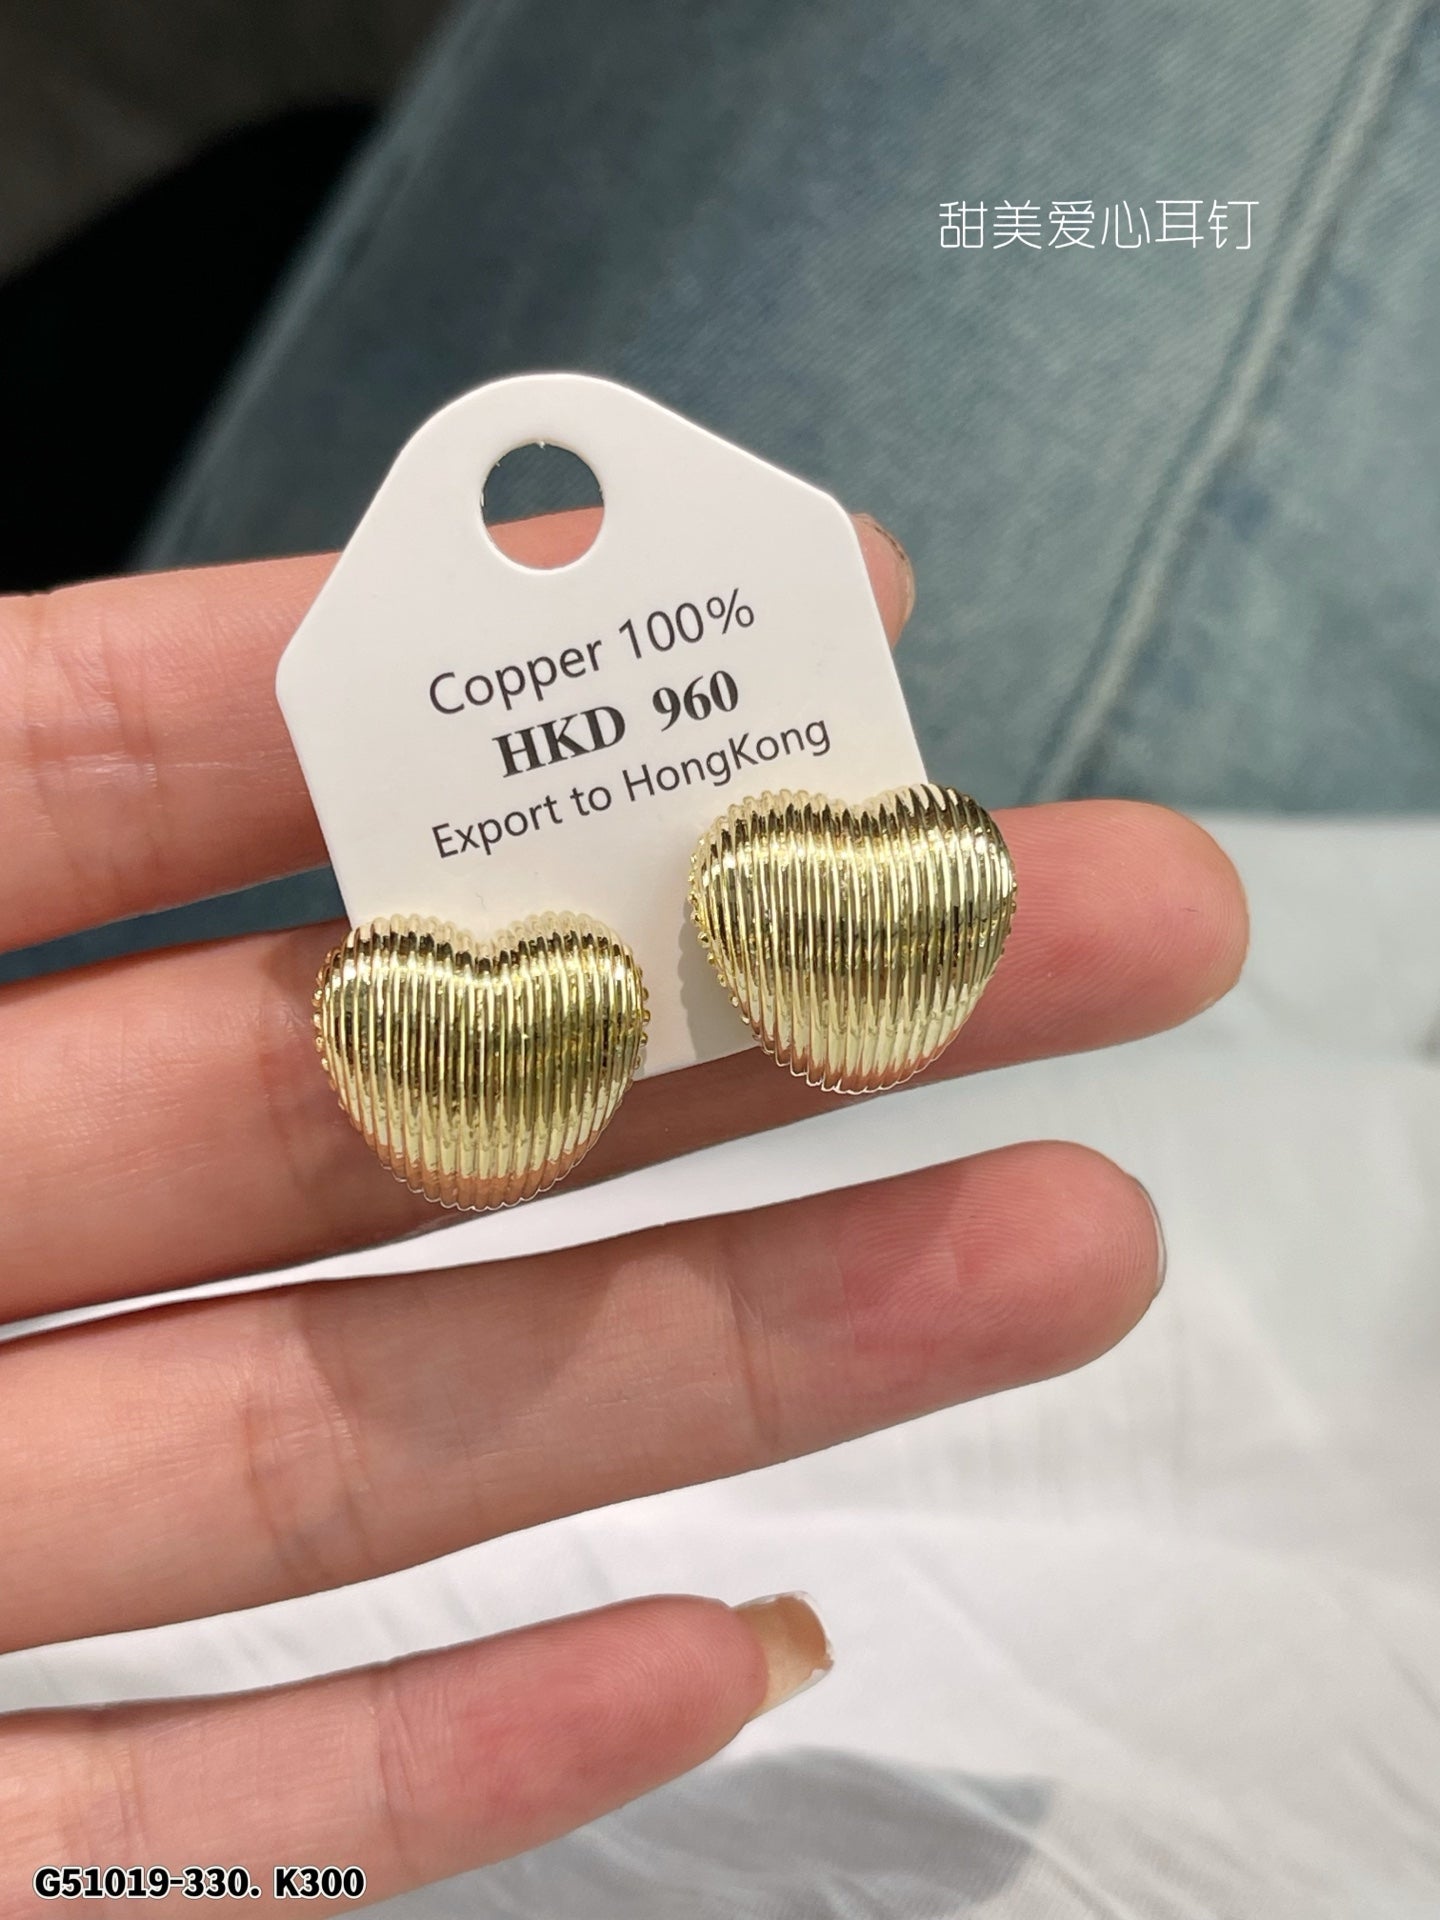 甜美爱心耳钉
Copper 100%
HKD 960
Export to HongKong
G51019-330. K300